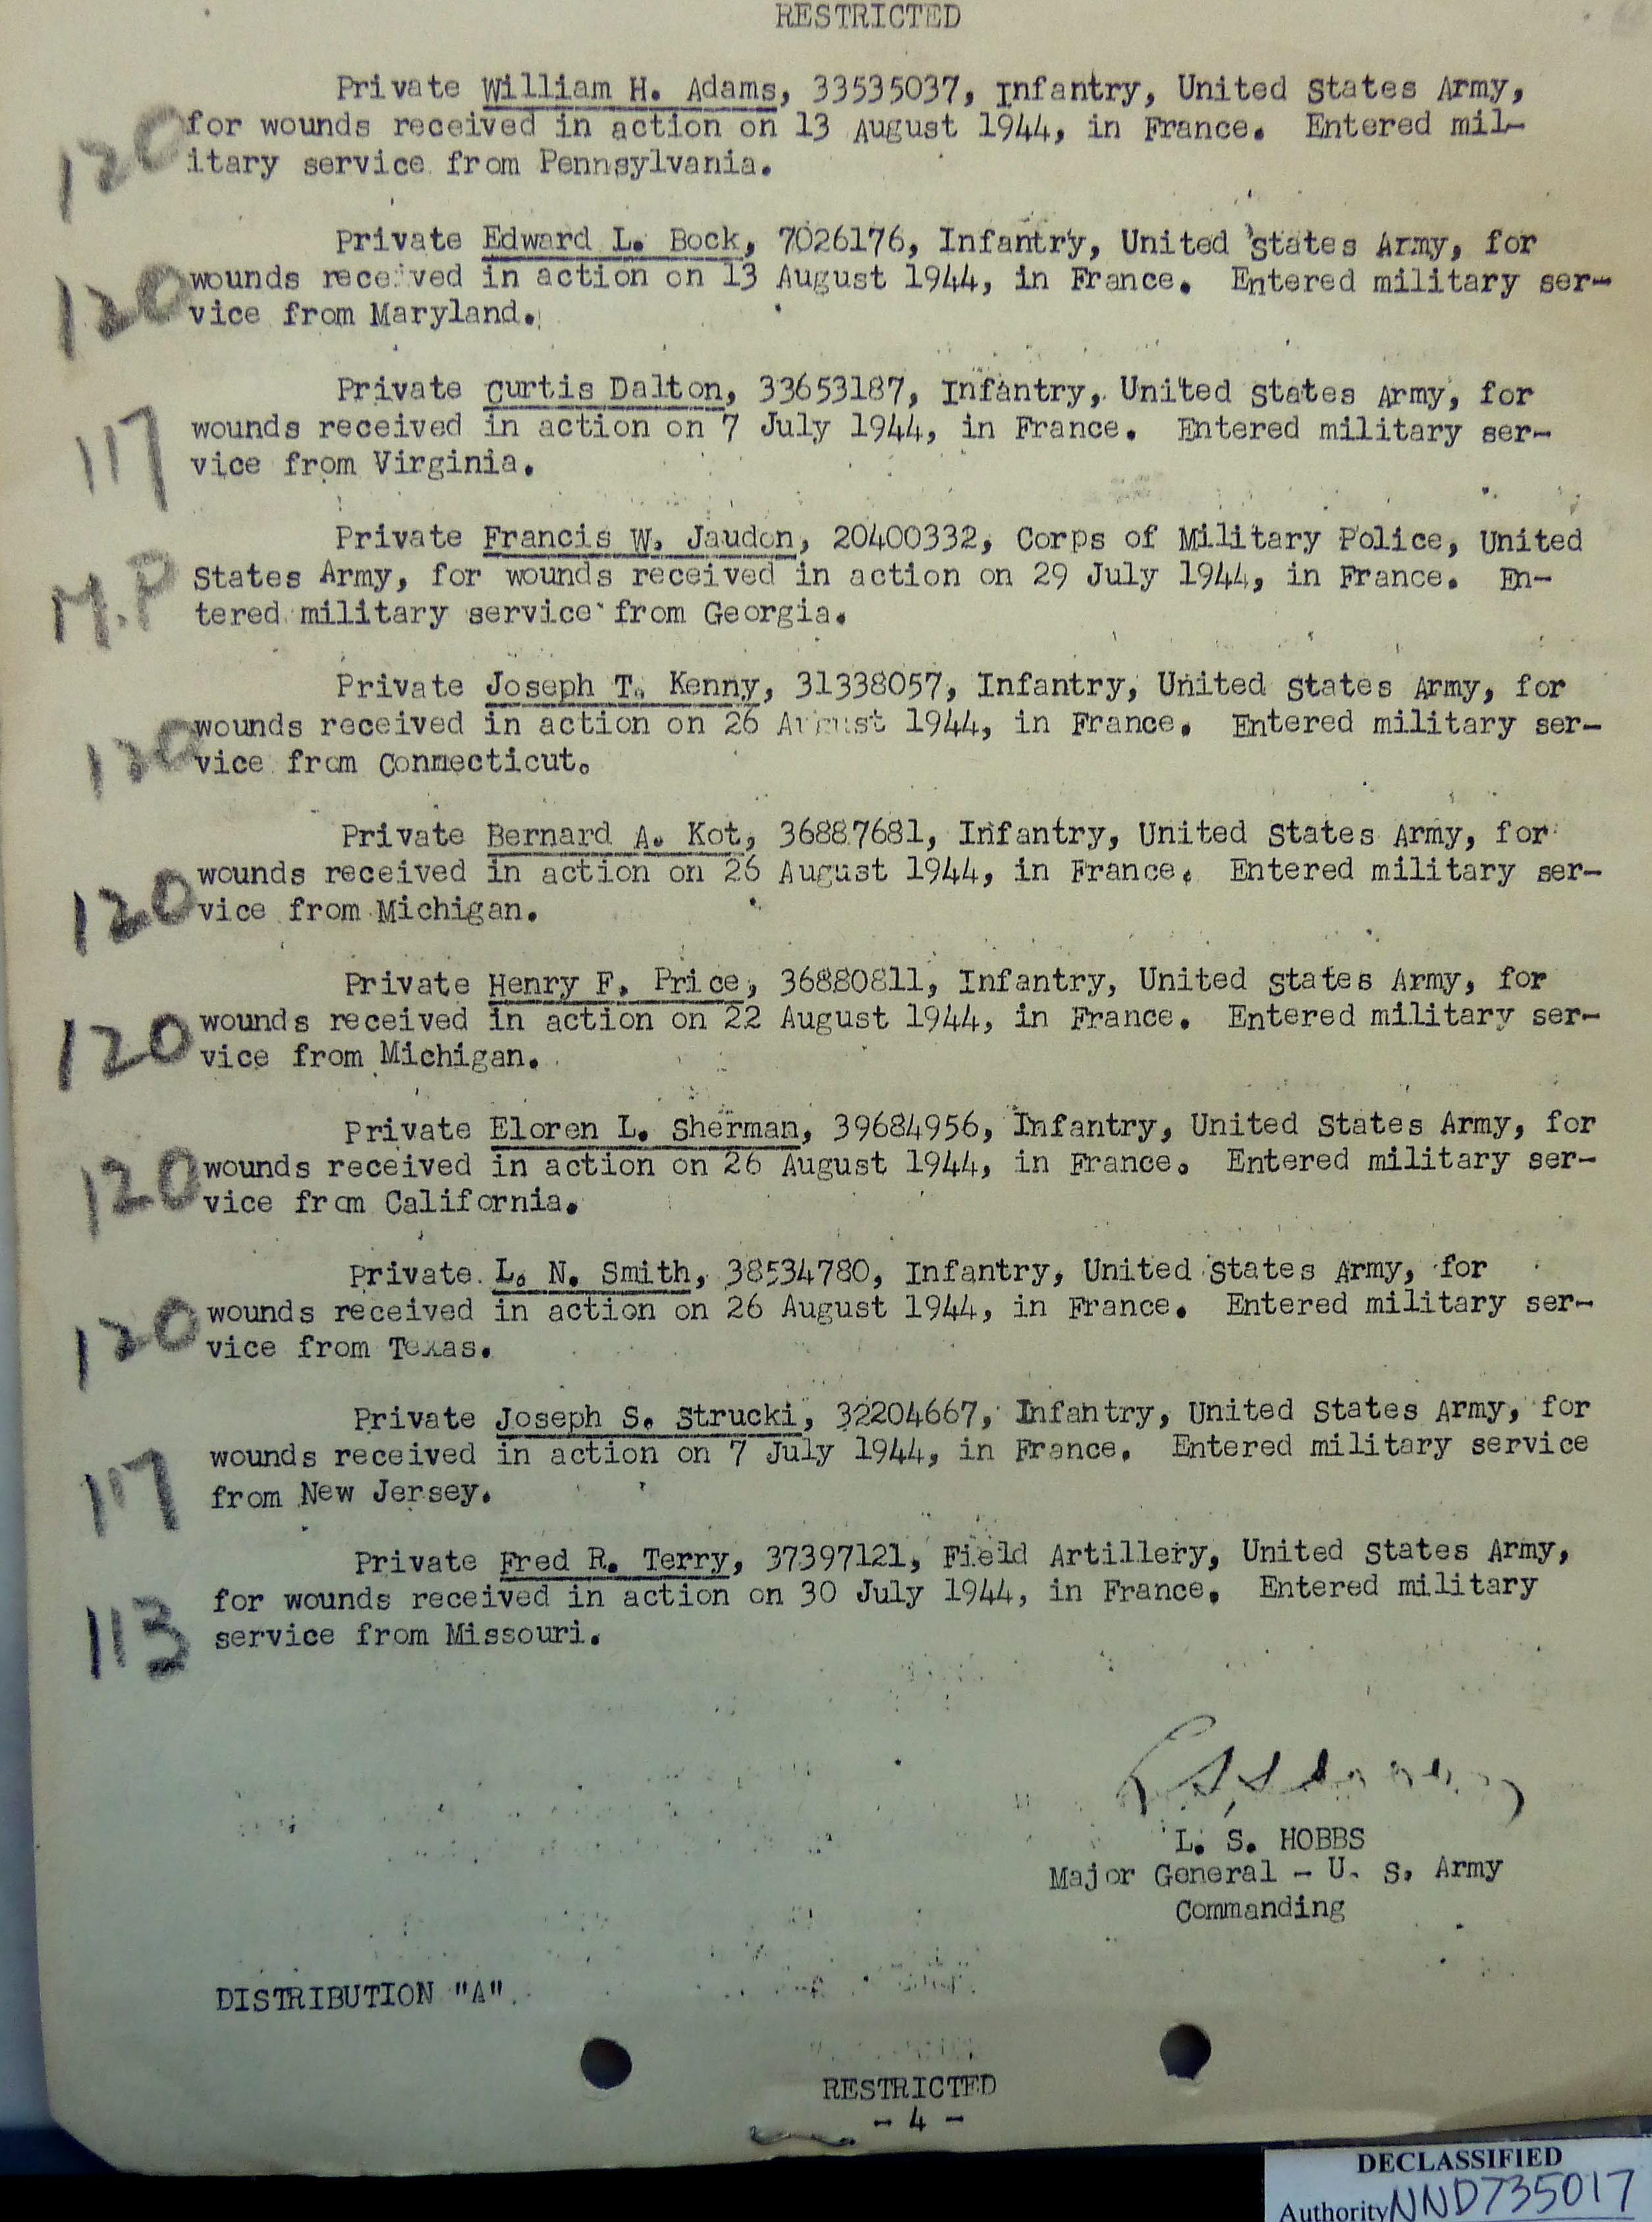 RESTRICTED
Private William H. Adams, 33535037, Infantry, United States Army,
120 for wounds received in action on 13 August 1944, in France. Entered mil-
itary service from Pennsylvania.
Private Edward L. Bock, 7026176, Infantry, United States Army, for
120 wounds received in action on 13 August 1944, in France. Entered military ser-
vice from Maryland.
Private Curtis Dalton, 33653187, Infantry, United States Army, for
117 wounds received in action on 7 July 1944, in France. Entered military ser-
vice from Virginia.
Private Francis W. Jaudon, 20400332, Corps of Military Police, United
M.P States Army, for wounds received in action on 29 July 1944, in France. En-
tered military service from Georgia.
Private Joseph T. Kenny, 31338057, Infantry, United States Army, for
120 wounds received in action on 26 August 1944, in France. Entered military ser-
vice from Connecticut.
Private Bernard A. Kot, 36887681, Infantry, United States Army, for
120 wounds received in action on 26 August 1944, in France. Entered military ser-
vice from Michigan.
Private Henry F. Price, 36880811, Infantry, United States Army, for
120 wounds received in action on 22 August 1944, in France. Entered military ser-
vice from Michigan.
Private Eloren L. Sherman, 39684956, Infantry, United States Army, for
120 wounds received in action on 26 August 1944, in France. Entered military ser-
vice from California.
Private L. N. Smith, 38534780, Infantry, United States Army, for
120 wounds received in action on 26 August 1944, in France. Entered military ser-
vice from Texas.
Private Joseph S. Strucki, 32204667, Infantry, United States Army, for
117 wounds received in action on 7 July 1944, in France. Entered military service
from New Jersey.
Private Fred R. Terry, 37397121, Field Artillery, United States Army,
113 for wounds received in action on 30 July 1944, in France. Entered military
service from Missouri.
L. S. HOBBS
Major General - U. S. Army
Commanding
DISTRIBUTION "A".
RESTRICTED
- 4 -
DECLASSIFIED
Authority NND735017